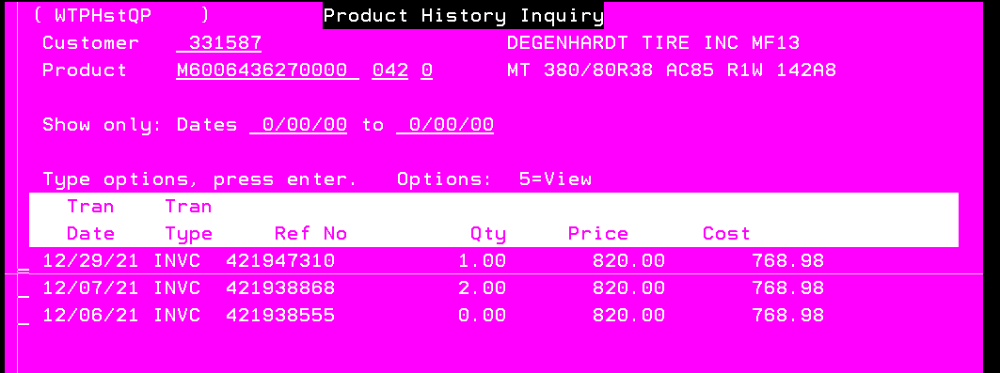 ( WTPHstQP    )         Product History Inquiry
Customer    331587                    DEGENHARDT TIRE INC MF13
Product    M6006436270000  042 0      MT 380/80R38 AC85 R1W 142A8
Show only: Dates  0/00/00 to  0/00/00
Type options, press enter.   Options:  5=View
Tran    Tran
Date    Type     Ref No          Qty     Price      Cost
12/29/21 INVC  421947310          1.00       820.00       768.98
12/07/21 INVC  421938868          2.00       820.00       768.98
12/06/21 INVC  421938555          0.00       820.00       768.98